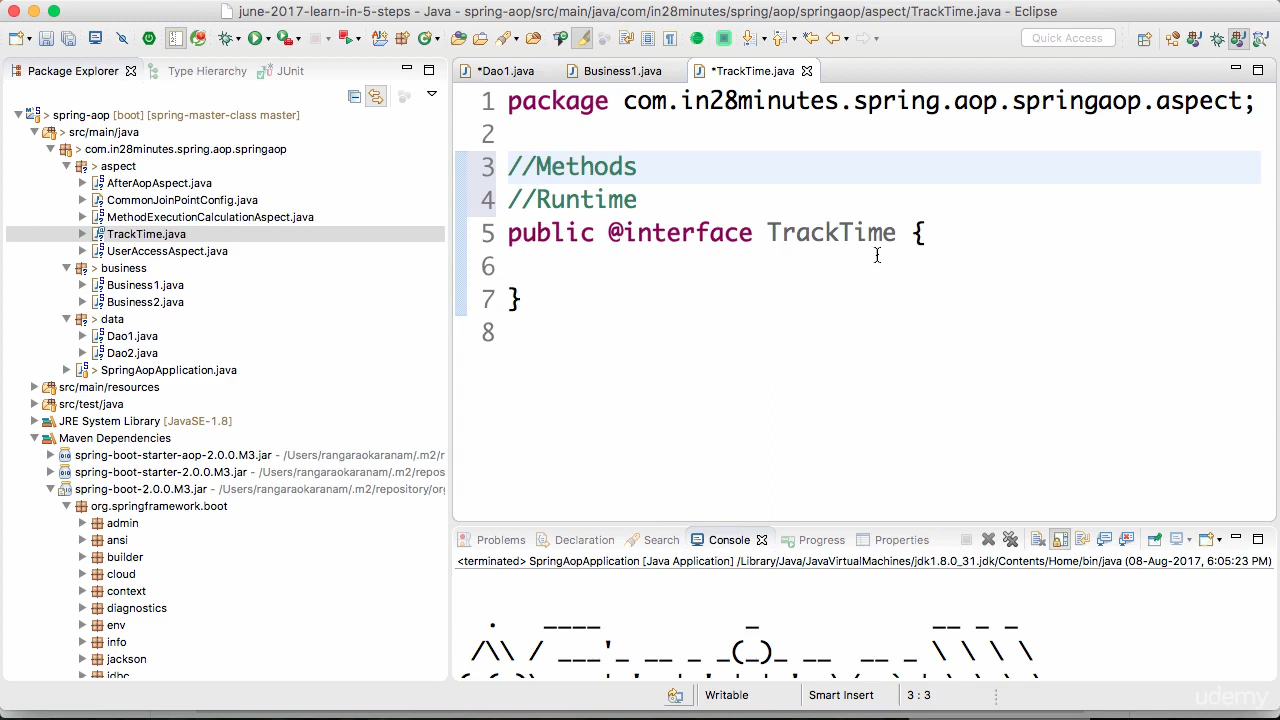 june-2017-learn-in-5-steps - Java - spring-aop/src/main/java/com/in28minutes/spring/aop/springaop/aspect/TrackTime.java - Eclipse
Quick Access
Package Explorer Type Hierarchy JUnit
*Dao1.java Business1.java *TrackTime.java
> spring-aop [boot] [spring-master-class master]
> src/main/java
> com.in28minutes.spring.aop.springaop
> aspect
AfterAopAspect.java
> CommonJoinPointConfig.java
> MethodExecutionCalculationAspect.java
TrackTime.java
> UserAccessAspect.java
> business
Business1.java
> Business2.java
> data
> Dao1.java
> Dao2.java
> SpringAopApplication.java
src/main/resources
src/test/java
JRE System Library [JavaSE-1.8]
Maven Dependencies
spring-boot-starter-aop-2.0.0.M3.jar - /Users/rangaraokaranam/.m2/r
spring-boot-starter-2.0.0.M3.jar - /Users/rangaraokaranam/.m2/repos
spring-boot-2.0.0.M3.jar - /Users/rangaraokaranam/.m2/repository/or
org.springframework.boot
admin
ansi
builder
cloud
context
diagnostics
env
info
jackson
1 package com.in28minutes.spring.aop.springaop.aspect;
2
3 //Methods
4 //Runtime
5 public @interface TrackTime {
6
7 }
8
Problems Declaration Search Console Progress Properties
<terminated> SpringAopApplication [Java Application] /Library/Java/JavaVirtualMachines/jdk1.8.0_31.jdk/Contents/Home/bin/java (08-Aug-2017, 6:05:23 PM)
Writable Smart Insert 3 : 3
udemy